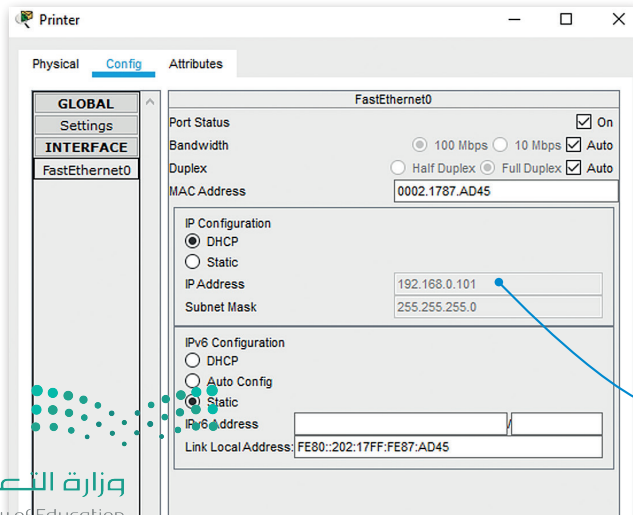 Printer
Physical Config Attributes
GLOBAL
Settings
INTERFACE
FastEthernet0
FastEthernet0
Port Status On
Bandwidth 100 Mbps 10 Mbps Auto
Duplex Half Duplex Full Duplex Auto
MAC Address 0002.1787.AD45
IP Configuration
DHCP
Static
IP Address 192.168.0.101
Subnet Mask 255.255.255.0
IPv6 Configuration
DHCP
Auto Config
Static
IPv6 Address /
Link Local Address: FE80::202:17FF:FE87:AD45
وزارة
of Education